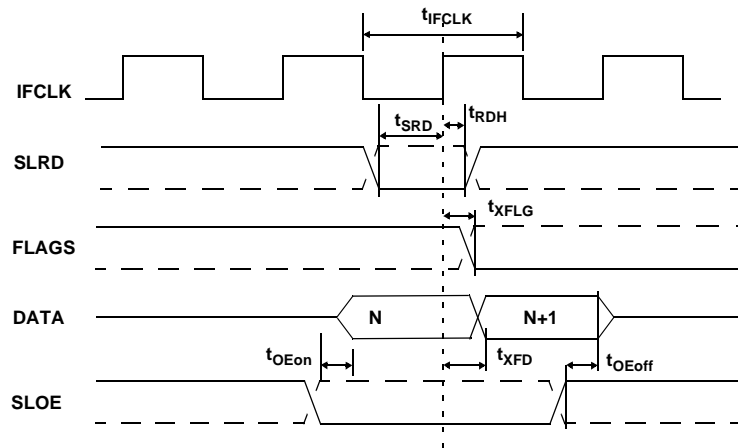 tIFCLK
IFCLK
tSRD
tRDH
SLRD
tXFLG
FLAGS
DATA
N
N+1
tOEon
tXFD
tOEoff
SLOE